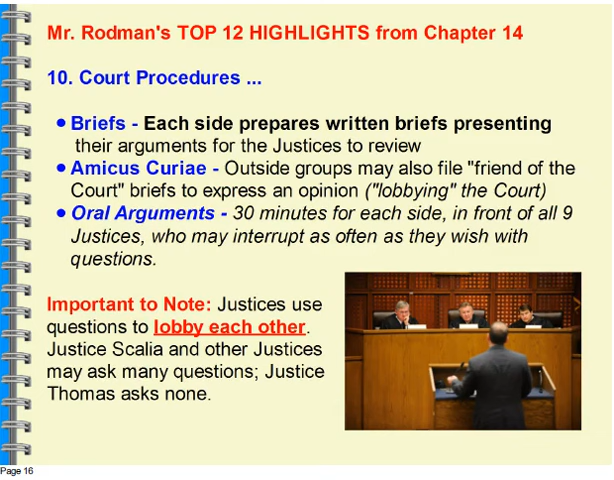 Mr. Rodman's TOP 12 HIGHLIGHTS from Chapter 14
10. Court Procedures ...
• Briefs - Each side prepares written briefs presenting
their arguments for the Justices to review
• Amicus Curiae - Outside groups may also file "friend of the
Court" briefs to express an opinion ("lobbying" the Court)
• Oral Arguments - 30 minutes for each side, in front of all 9
Justices, who may interrupt as often as they wish with
questions.
Important to Note: Justices use
questions to lobby each other.
Justice Scalia and other Justices
may ask many questions; Justice
Thomas asks none.
Page 16